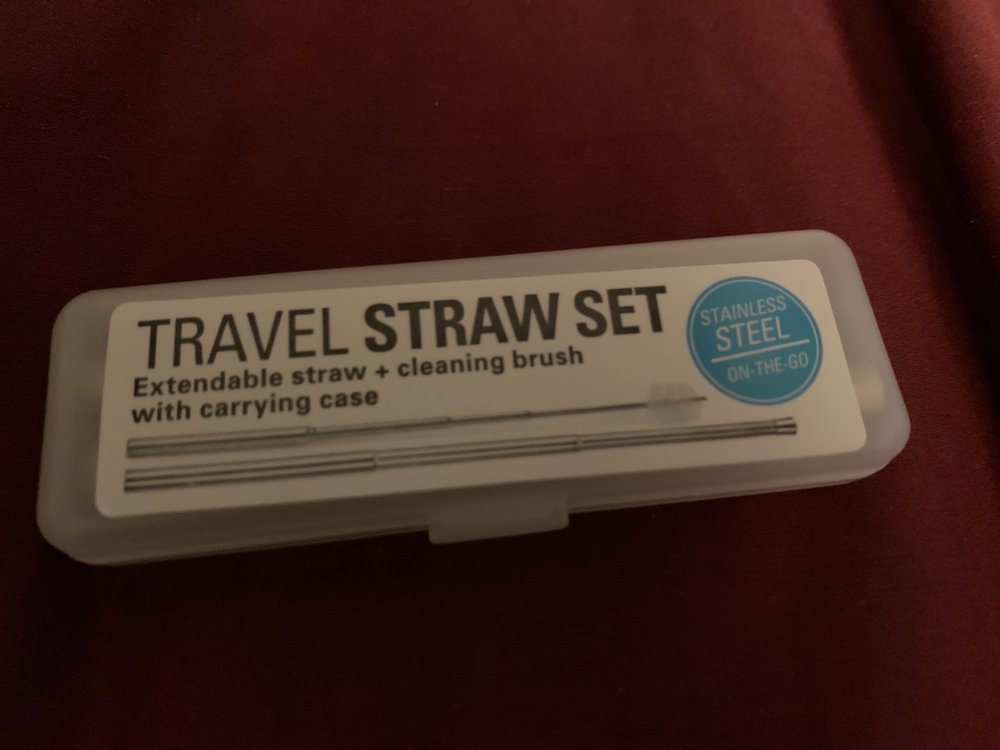 TRAVEL STRAW SET
Extendable straw + cleaning brush
with carrying case
STAINLESS
STEEL
ON-THE-GO